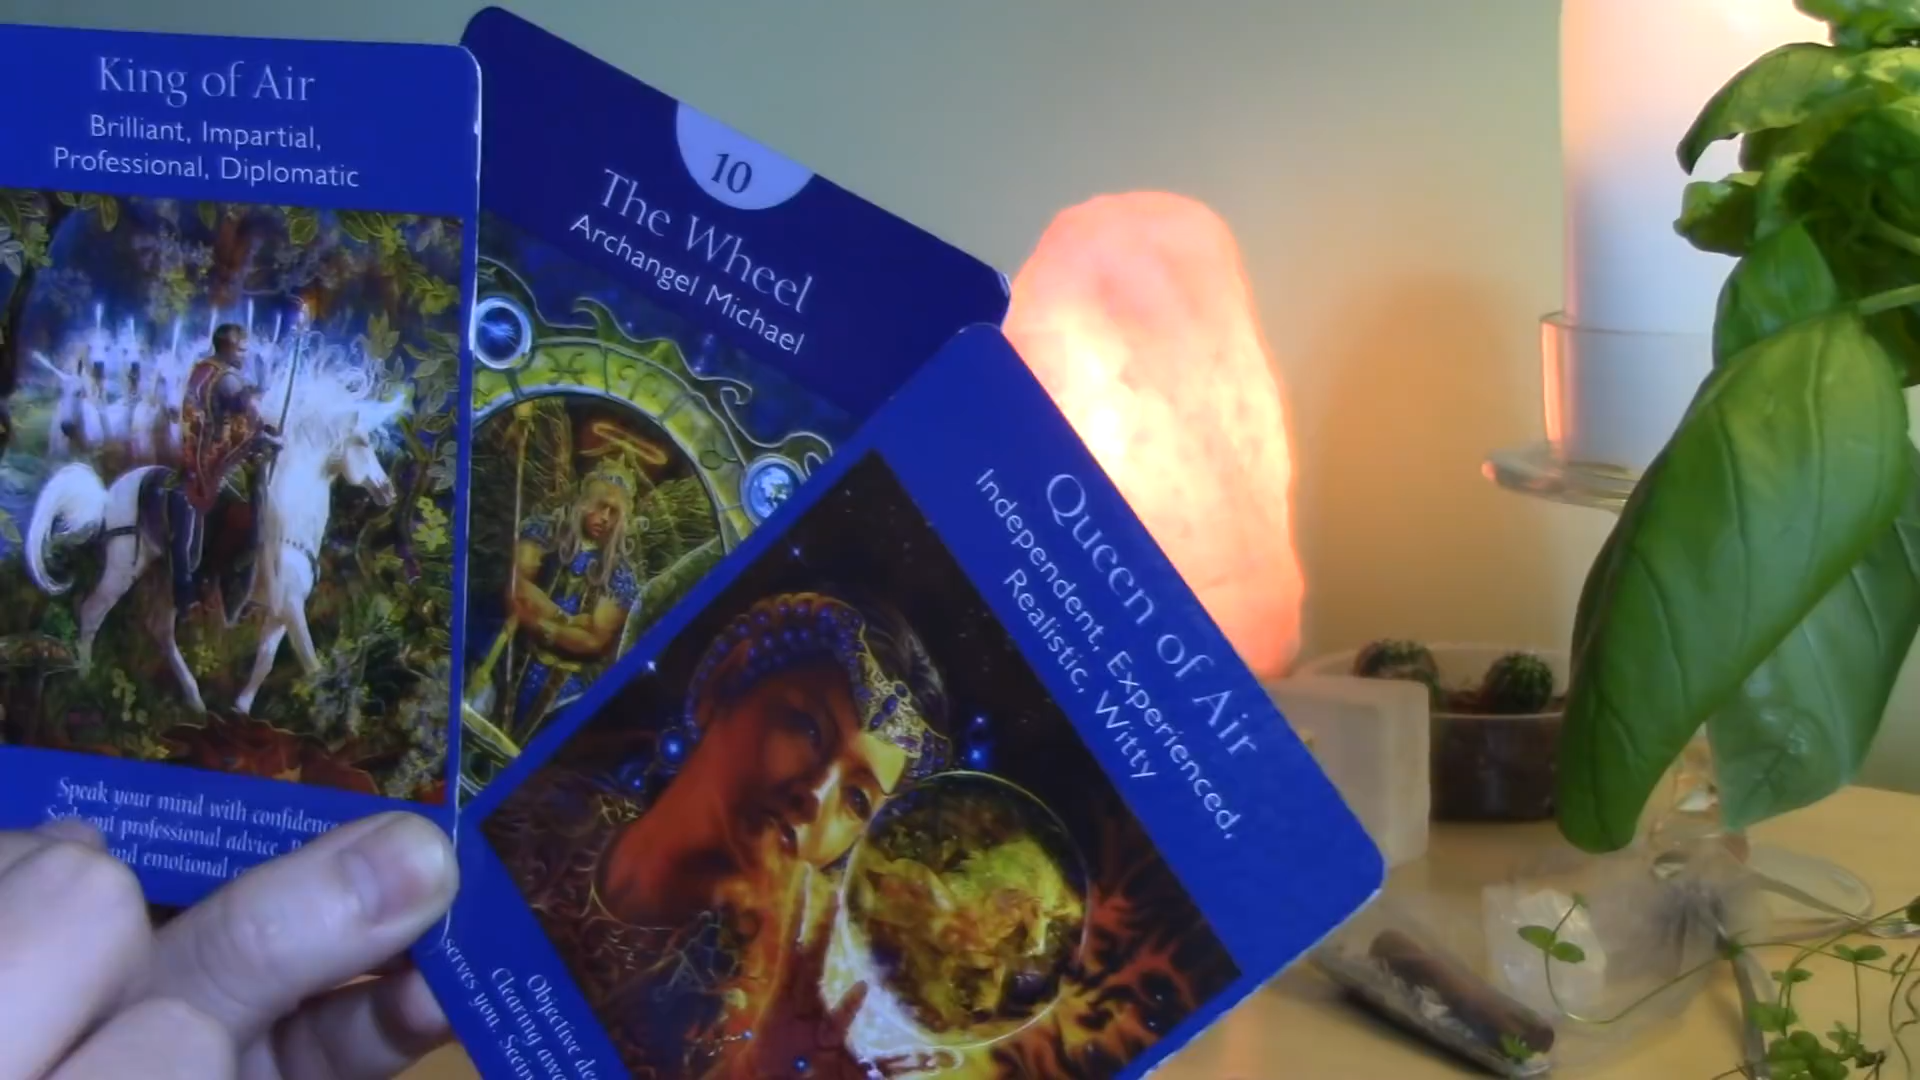 King of Air
Brilliant, Impartial,
Professional, Diplomatic
Speak your mind with confidence
out professional advice.
and emotional
10
The Wheel
Archangel Michael
Queen of Air
Independent, Experienced,
Realistic, Witty
Objective
Clearing
serves you.